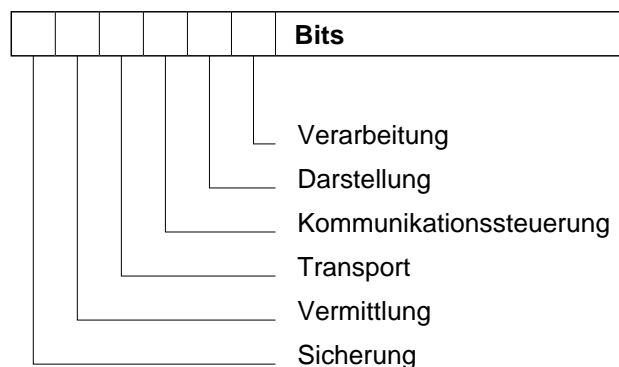 Bits
Verarbeitung
Darstellung
Kommunikationssteuerung
Transport
Vermittlung
Sicherung